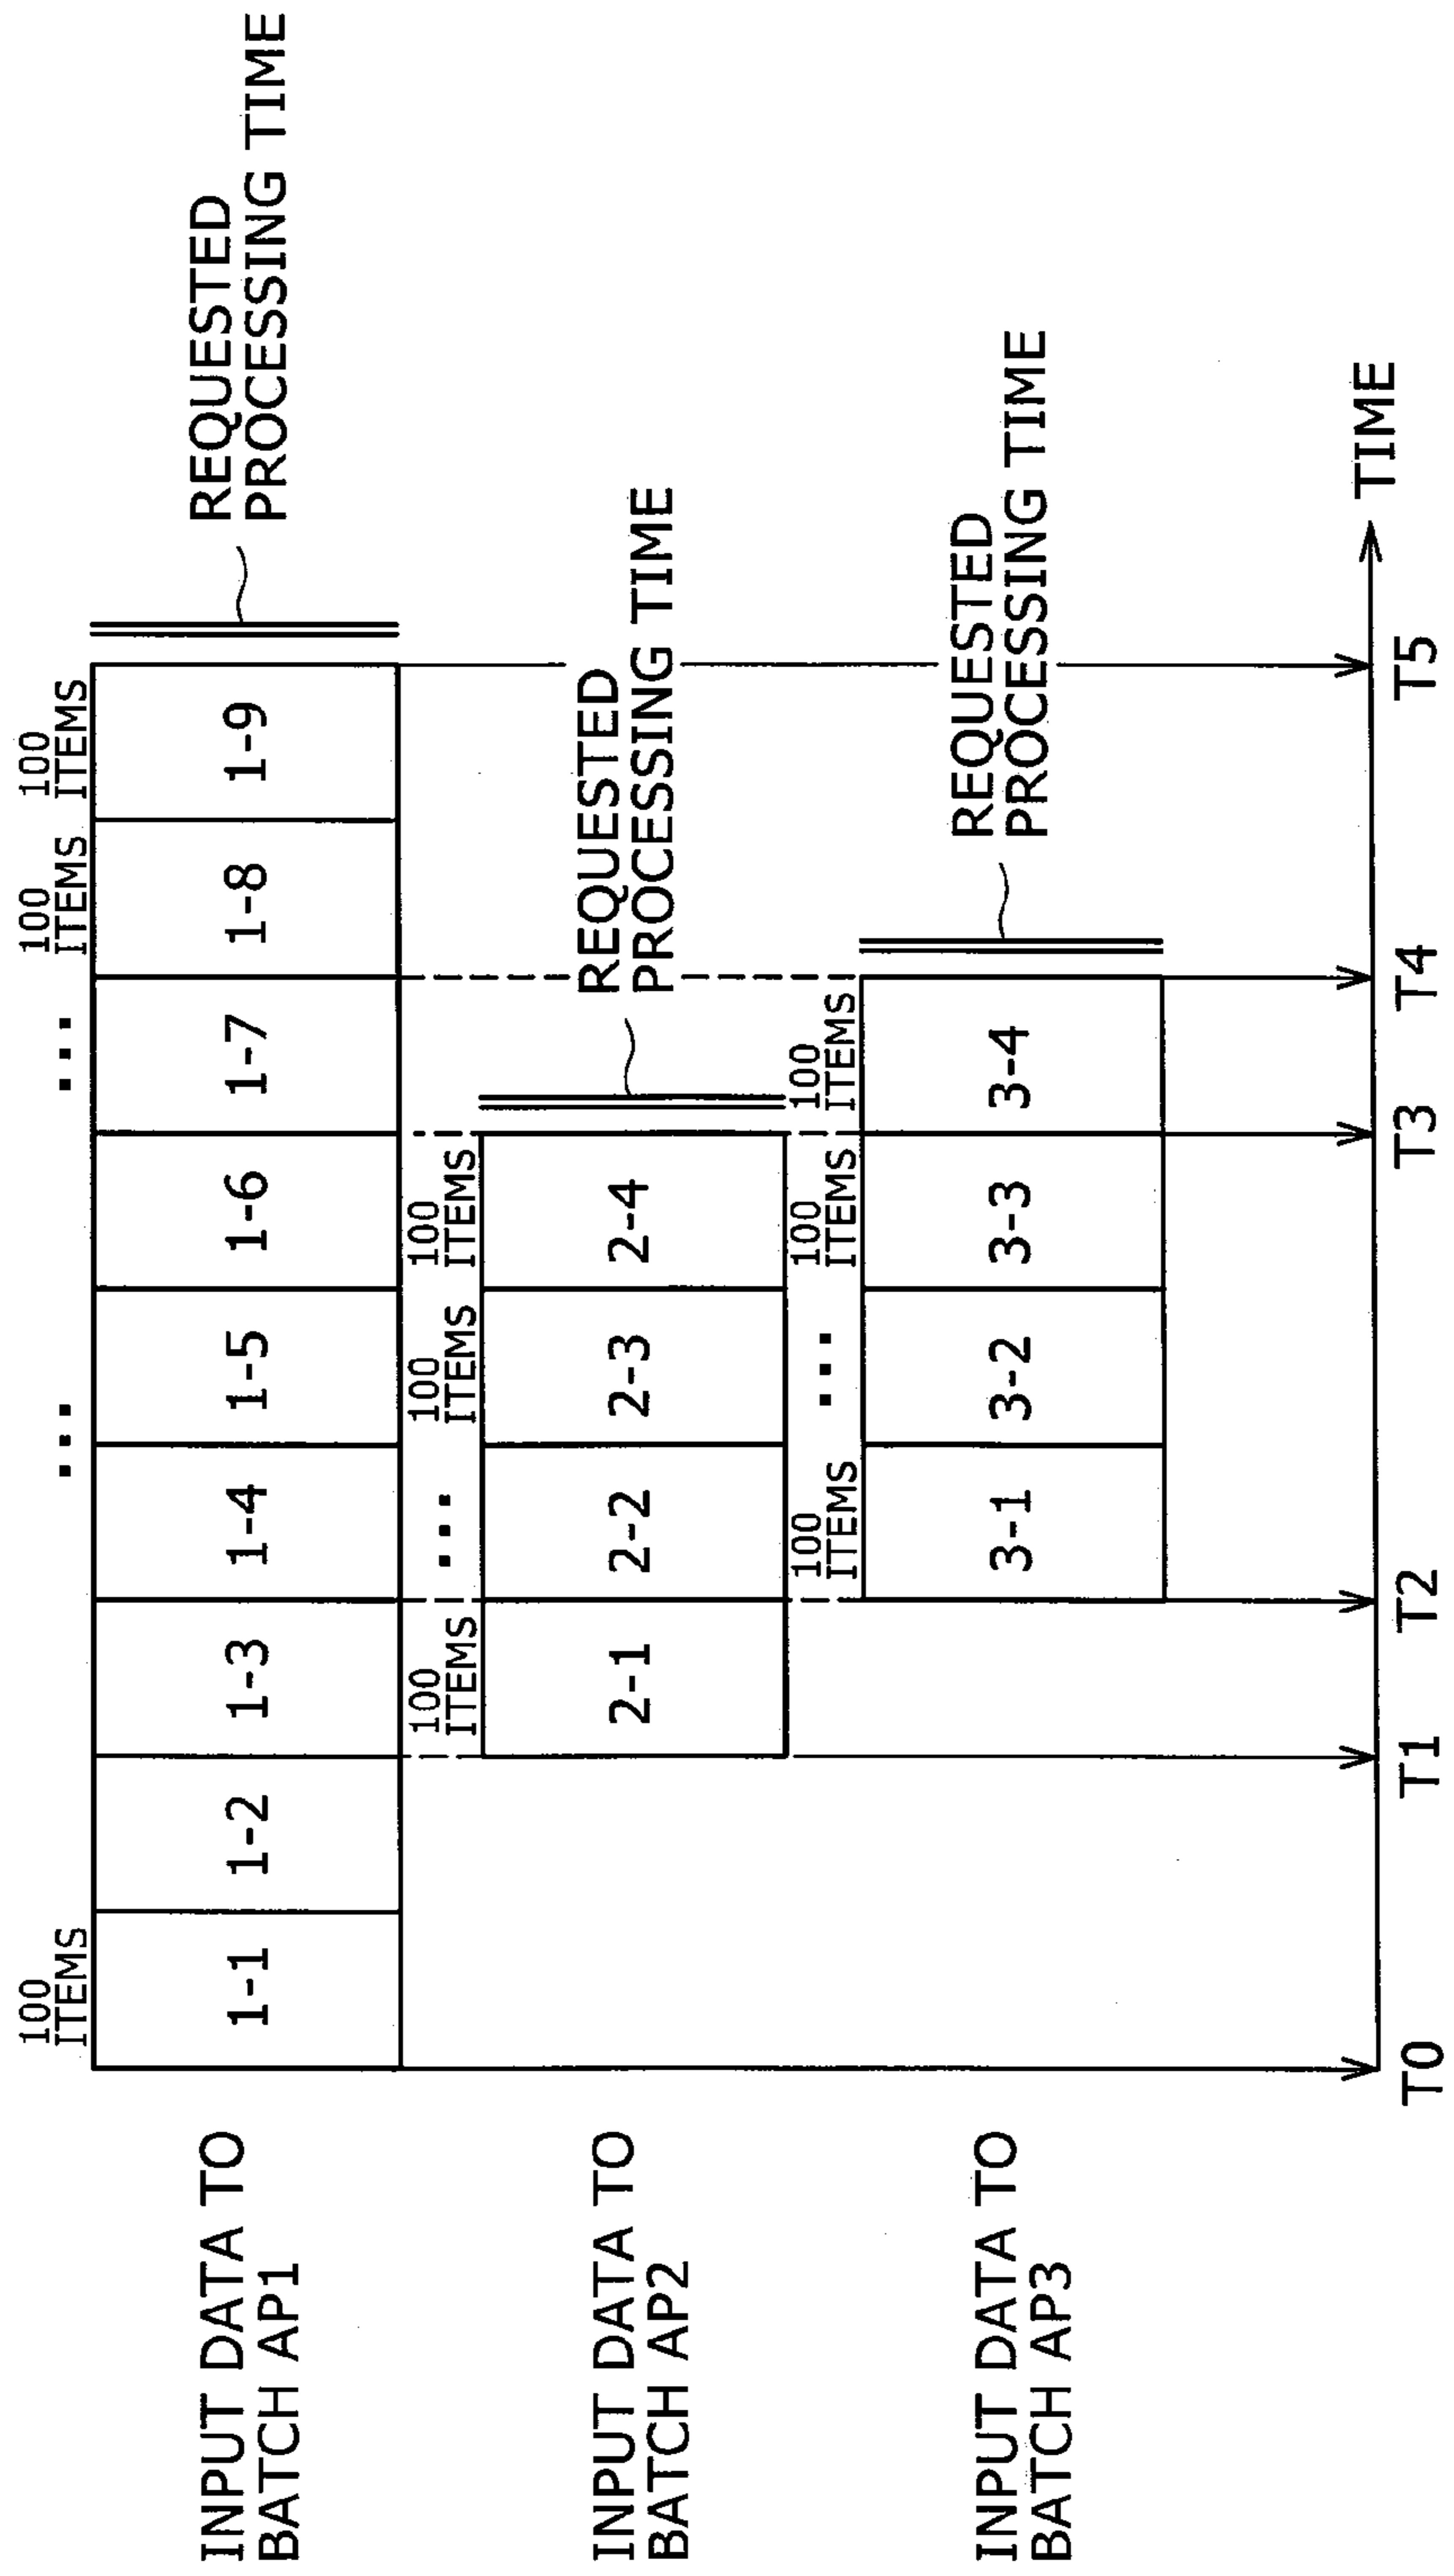 100
ITEMS
...
...
100
ITEMS
100
ITEMS
INPUT DATA TO
BATCH AP1
1-1
1-2
1-3
1-4
1-5
1-6
1-7
1-8
1-9
REQUESTED
PROCESSING TIME
100
ITEMS
...
100
ITEMS
100
ITEMS
INPUT DATA TO
BATCH AP2
2-1
2-2
2-3
2-4
REQUESTED
PROCESSING TIME
100
ITEMS
...
100
ITEMS
100
ITEMS
INPUT DATA TO
BATCH AP3
3-1
3-2
3-3
3-4
REQUESTED
PROCESSING TIME
TIME
T0
T1
T2
T3
T4
T5